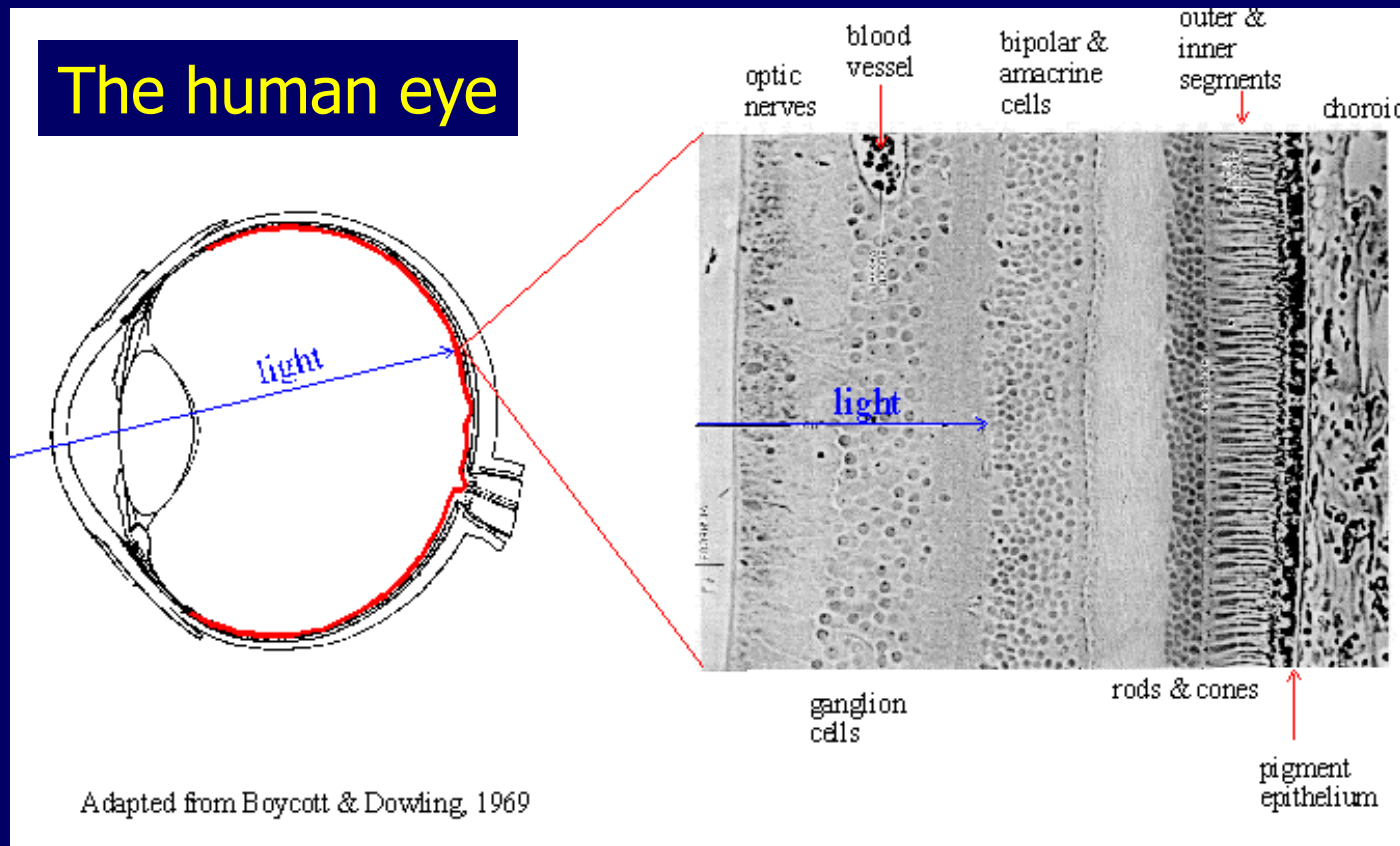 The human eye
optic
nerves
blood
vessel
bipolar &
amacrine
cells
outer &
inner
segments
choroid
light
light
ganglion
cells
rods & cones
pigment
epithelium
Adapted from Boycott & Dowling, 1969